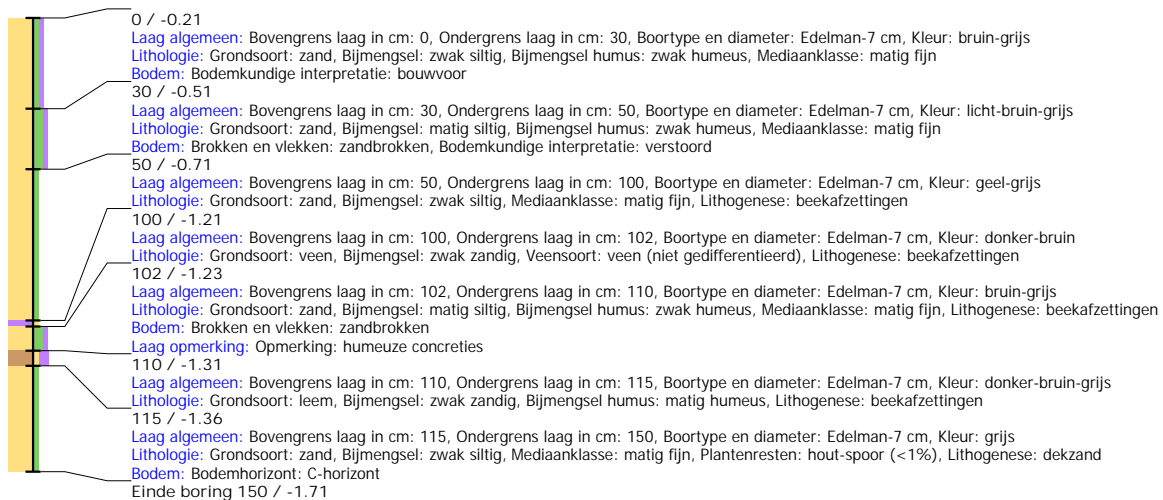 0 / -0.21
Laag algemeen: Bovengrens laag in cm: 0, Ondergrens laag in cm: 30, Boortype en diameter: Edelman-7 cm, Kleur: bruin-grijs
Lithologie: Grondsoort: zand, Bijmengsel: zwak siltig, Bijmengsel humus: zwak humeus, Mediaanklasse: matig fijn
Bodem: Bodemkundige interpretatie: bouwvoor
30 / -0.51
Laag algemeen: Bovengrens laag in cm: 30, Ondergrens laag in cm: 50, Boortype en diameter: Edelman-7 cm, Kleur: licht-bruin-grijs
Lithologie: Grondsoort: zand, Bijmengsel: matig siltig, Bijmengsel humus: zwak humeus, Mediaanklasse: matig fijn
Bodem: Brokken en vlekken: zandbrokken, Bodemkundige interpretatie: verstoord
50 / -0.71
Laag algemeen: Bovengrens laag in cm: 50, Ondergrens laag in cm: 100, Boortype en diameter: Edelman-7 cm, Kleur: geel-grijs
Lithologie: Grondsoort: zand, Bijmengsel: zwak siltig, Mediaanklasse: matig fijn, Lithogenese: beekafzettingen
100 / -1.21
Laag algemeen: Bovengrens laag in cm: 100, Ondergrens laag in cm: 102, Boortype en diameter: Edelman-7 cm, Kleur: donker-bruin
Lithologie: Grondsoort: veen, Bijmengsel: zwak zandig, Veensoort: veen (niet gedifferentieerd), Lithogenese: beekafzettingen
102 / -1.23
Laag algemeen: Bovengrens laag in cm: 102, Ondergrens laag in cm: 110, Boortype en diameter: Edelman-7 cm, Kleur: bruin-grijs
Lithologie: Grondsoort: zand, Bijmengsel: matig siltig, Bijmengsel humus: zwak humeus, Mediaanklasse: matig fijn, Lithogenese: beekafzettingen
Bodem: Brokken en vlekken: zandbrokken
Laag opmerking: Opmerking: humeuze concreties
110 / -1.31
Laag algemeen: Bovengrens laag in cm: 110, Ondergrens laag in cm: 115, Boortype en diameter: Edelman-7 cm, Kleur: donker-bruin-grijs
Lithologie: Grondsoort: leem, Bijmengsel: zwak zandig, Bijmengsel humus: matig humeus, Lithogenese: beekafzettingen
115 / -1.36
Laag algemeen: Bovengrens laag in cm: 115, Ondergrens laag in cm: 150, Boortype en diameter: Edelman-7 cm, Kleur: grijs
Lithologie: Grondsoort: zand, Bijmengsel: zwak siltig, Mediaanklasse: matig fijn, Plantenresten: hout-spoor (<1%), Lithogenese: dekzand
Bodem: Bodemhorizont: C-horizont
Einde boring 150 / -1.71